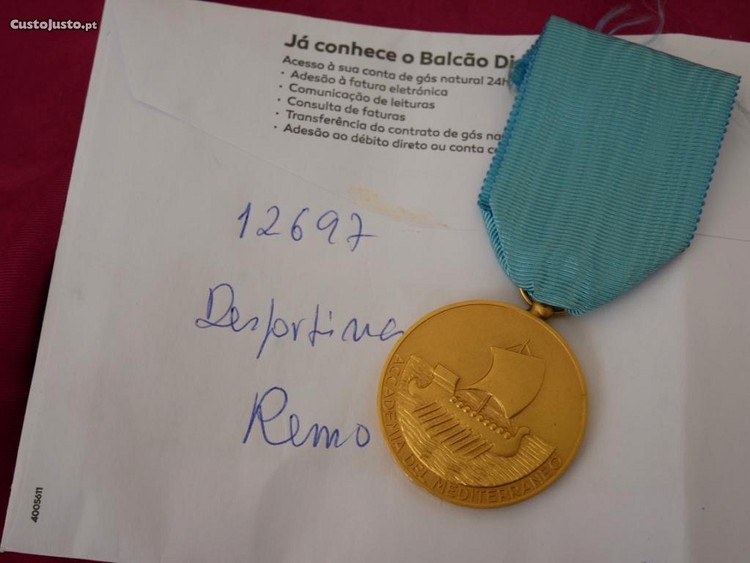 CustoJusto.pt
Já conhece o Balcão Di
Acesso à sua conta de gás natural 24h
• Adesão à fatura eletrónica
• Comunicação de leituras
• Consulta de faturas
• Transferência do contrato de gás na
• Adesão ao débito direto ou conta c
12697
Desportiva
Remo
ACCADEMIA DEL MEDITERRANEO
4005611